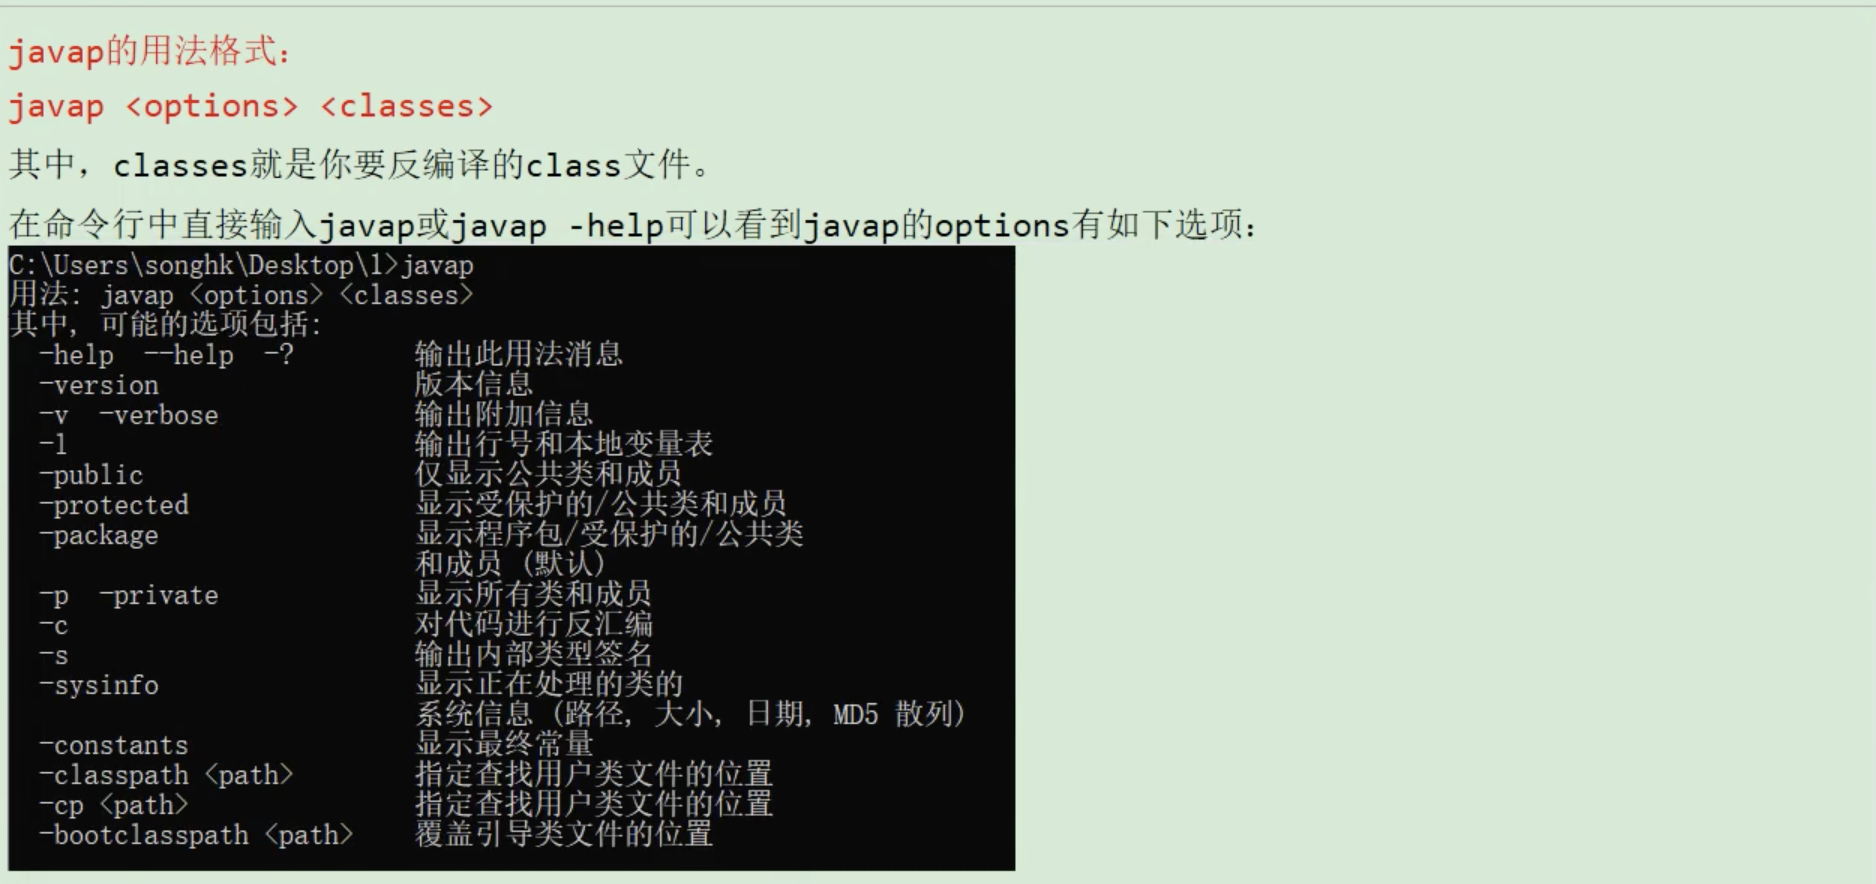 javap的用法格式：
javap <options> <classes>
其中，classes就是你要反编译的class文件。
在命令行中直接输入javap或javap -help可以看到javap的options有如下选项：
C:\Users\songhk\Desktop\1>javap
用法: javap <options> <classes>
其中, 可能的选项包括:
-help --help -? 输出此用法消息
-version 版本信息
-v -verbose 输出附加信息
-l 输出行号和本地变量表
-public 仅显示公共类和成员
-protected 显示受保护的/公共类和成员
-package 显示程序包/受保护的/公共类
和成员 (默认)
-p -private 显示所有类和成员
-c 对代码进行反汇编
-s 输出内部类型签名
-sysinfo 显示正在处理的类的
系统信息 (路径, 大小, 日期, MD5 散列)
-constants 显示最终常量
-classpath <path> 指定查找用户类文件的位置
-cp <path> 指定查找用户类文件的位置
-bootclasspath <path> 覆盖引导类文件的位置